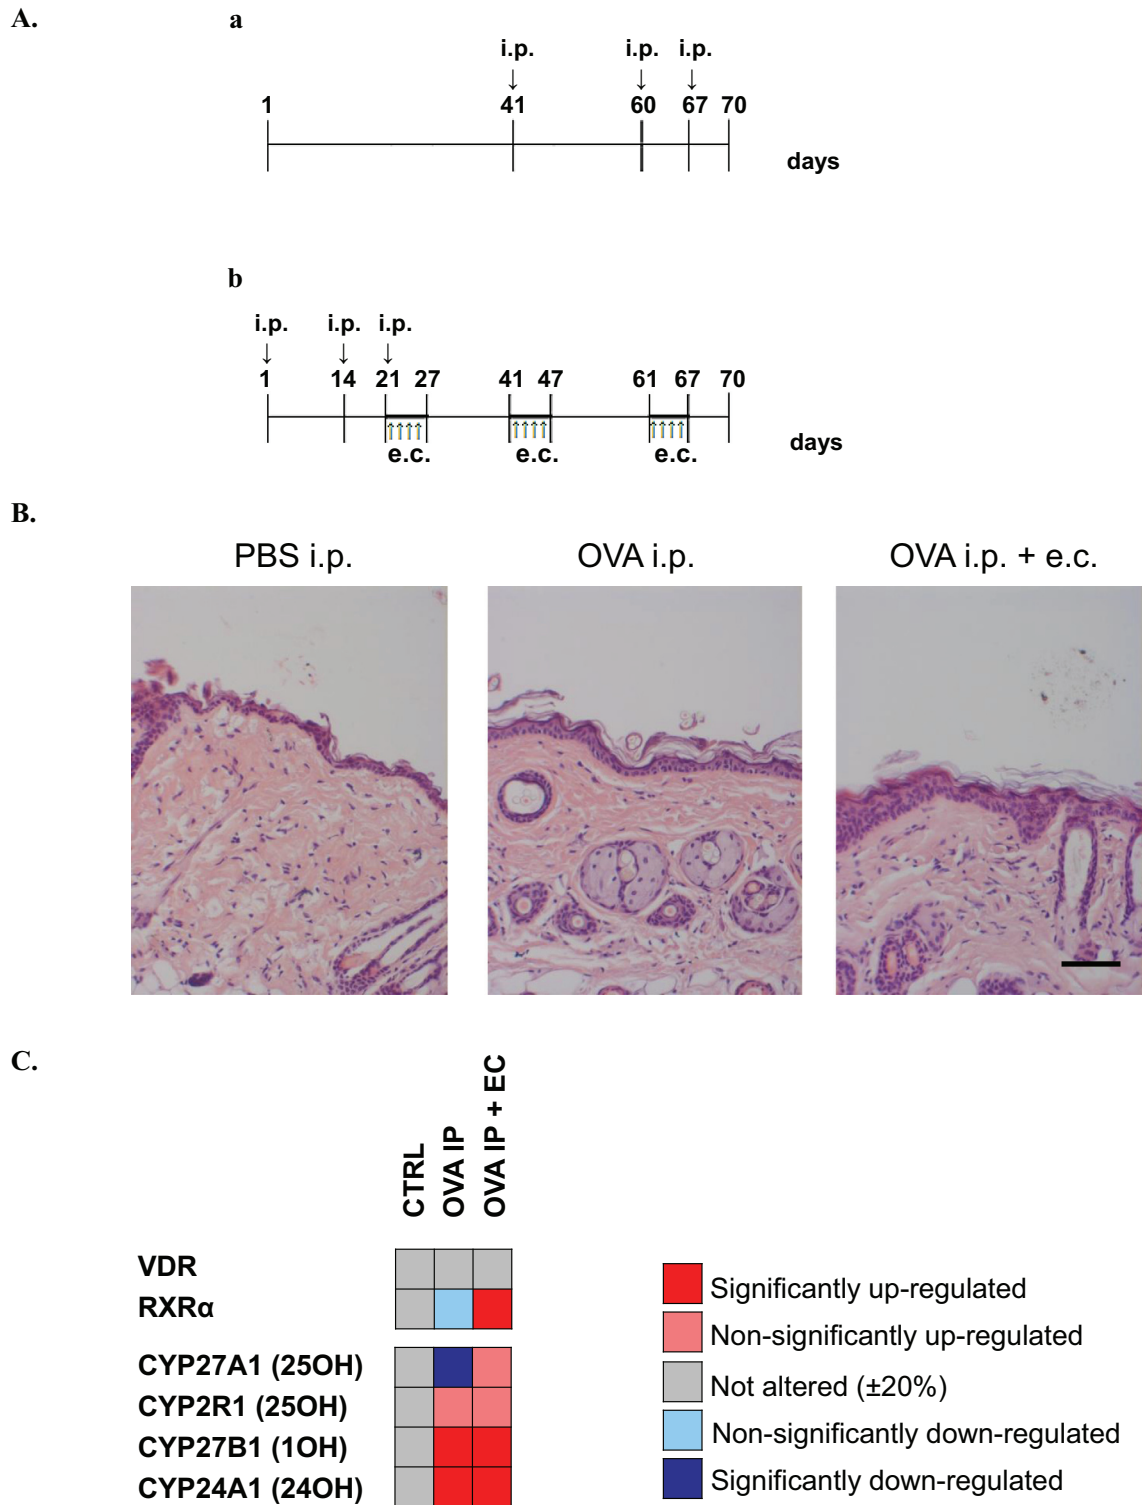 A.
a
i.p. i.p. i.p.
1 41 60 67 70
days
b
i.p. i.p. i.p.
1 14 21 27 41 47 61 67 70
e.c. e.c. e.c.
days
B.
PBS i.p. OVA i.p. OVA i.p. + e.c.
C.
CTRL
OVA IP
OVA IP + EC
VDR
RXRα
CYP27A1 (25OH)
CYP2R1 (25OH)
CYP27B1 (1OH)
CYP24A1 (24OH)
Significantly up-regulated
Non-significantly up-regulated
Not altered (±20%)
Non-significantly down-regulated
Significantly down-regulated